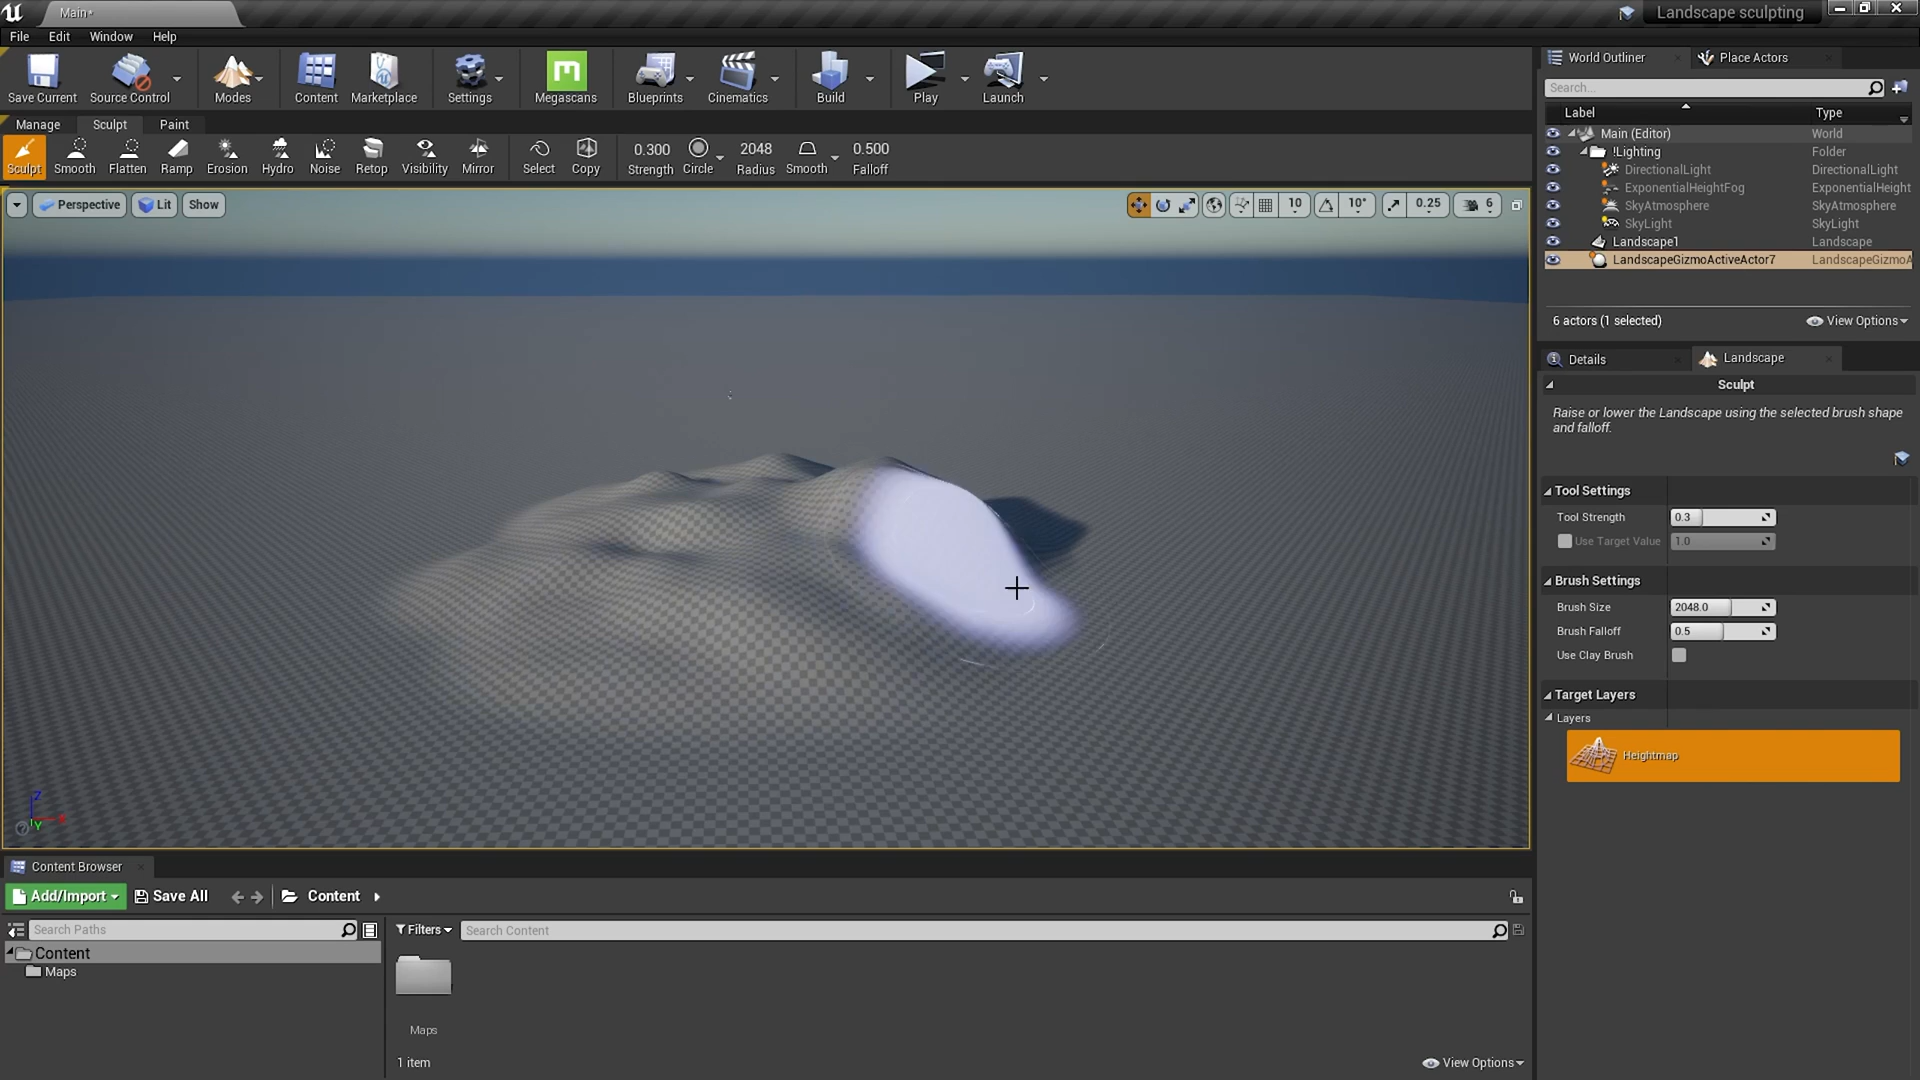 Main*
Landscape sculpting
File Edit Window Help
Save Current Source Control Modes Content Marketplace Settings Megascans Blueprints Cinematics Build Play Launch
Manage Sculpt Paint
Sculpt Smooth Flatten Ramp Erosion Hydro Noise Retop Visibility Mirror Select Copy
0.300 2048 0.500
Strength Circle Radius Smooth Falloff
Perspective Lit Show
10 10° 0.25 6
Z
Y
World Outliner Place Actors
Search...
Label Type
Main (Editor) World
!Lighting Folder
DirectionalLight DirectionalLight
ExponentialHeightFog ExponentialHeight
SkyAtmosphere SkyAtmosphere
SkyLight SkyLight
Landscape1 Landscape
LandscapeGizmoActiveActor7 LandscapeGizmoA
6 actors (1 selected) View Options
Details Landscape
Sculpt
Raise or lower the Landscape using the selected brush shape
and falloff.
Tool Settings
Tool Strength 0.3
Use Target Value 1.0
Brush Settings
Brush Size 2048.0
Brush Falloff 0.5
Use Clay Brush
Target Layers
Layers
Heightmap
Content Browser
Add/Import Save All Content
Search Paths
Filters Search Content
Content
Maps
Maps
1 item View Options